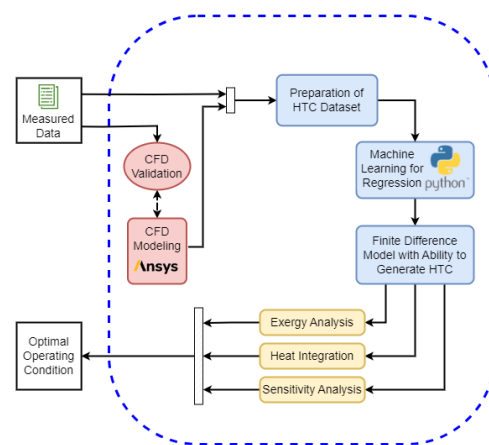 Measured
Data
CFD
Validation
CFD
Modeling
Ansys
Preparation of
HTC Dataset
Machine
Learning for
Regression
python
Finite Difference
Model with Ability to
Generate HTC
Exergy Analysis
Heat Integration
Sensitivity Analysis
Optimal
Operating
Condition